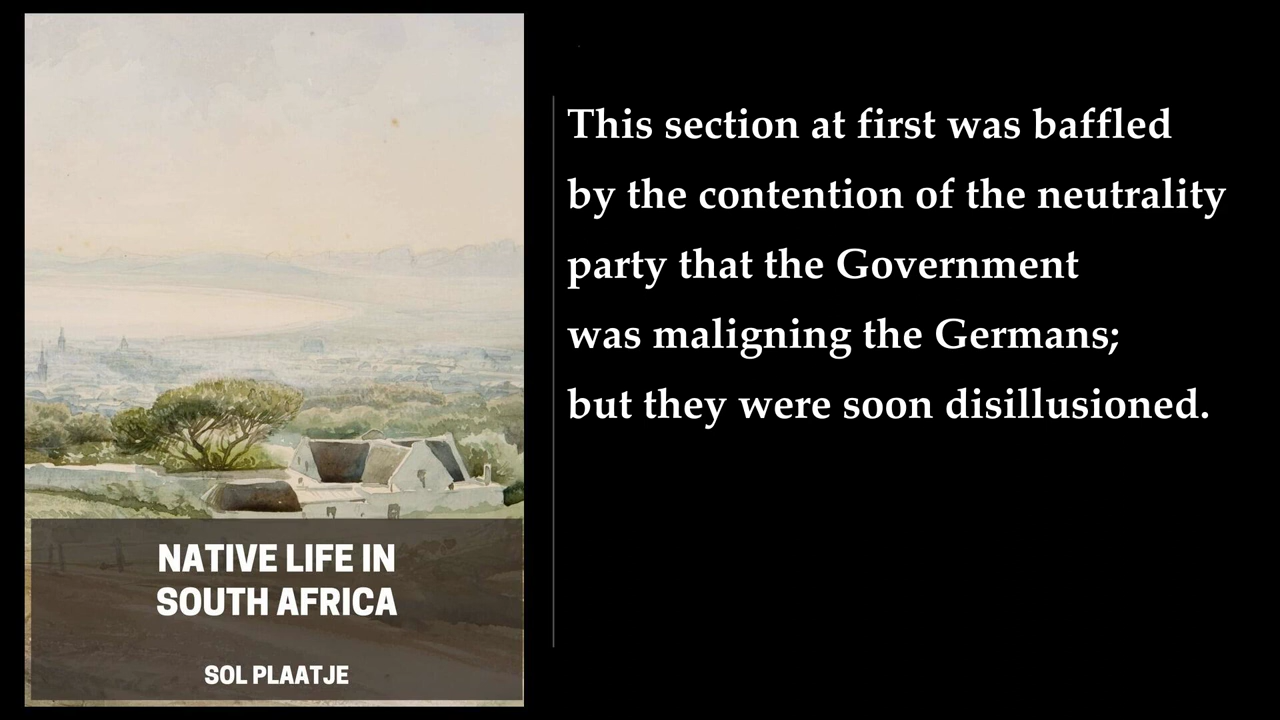 NATIVE LIFE IN
SOUTH AFRICA
SOL PLAATJE
This section at first was baffled
by the contention of the neutrality
party that the Government
was maligning the Germans;
but they were soon disillusioned.